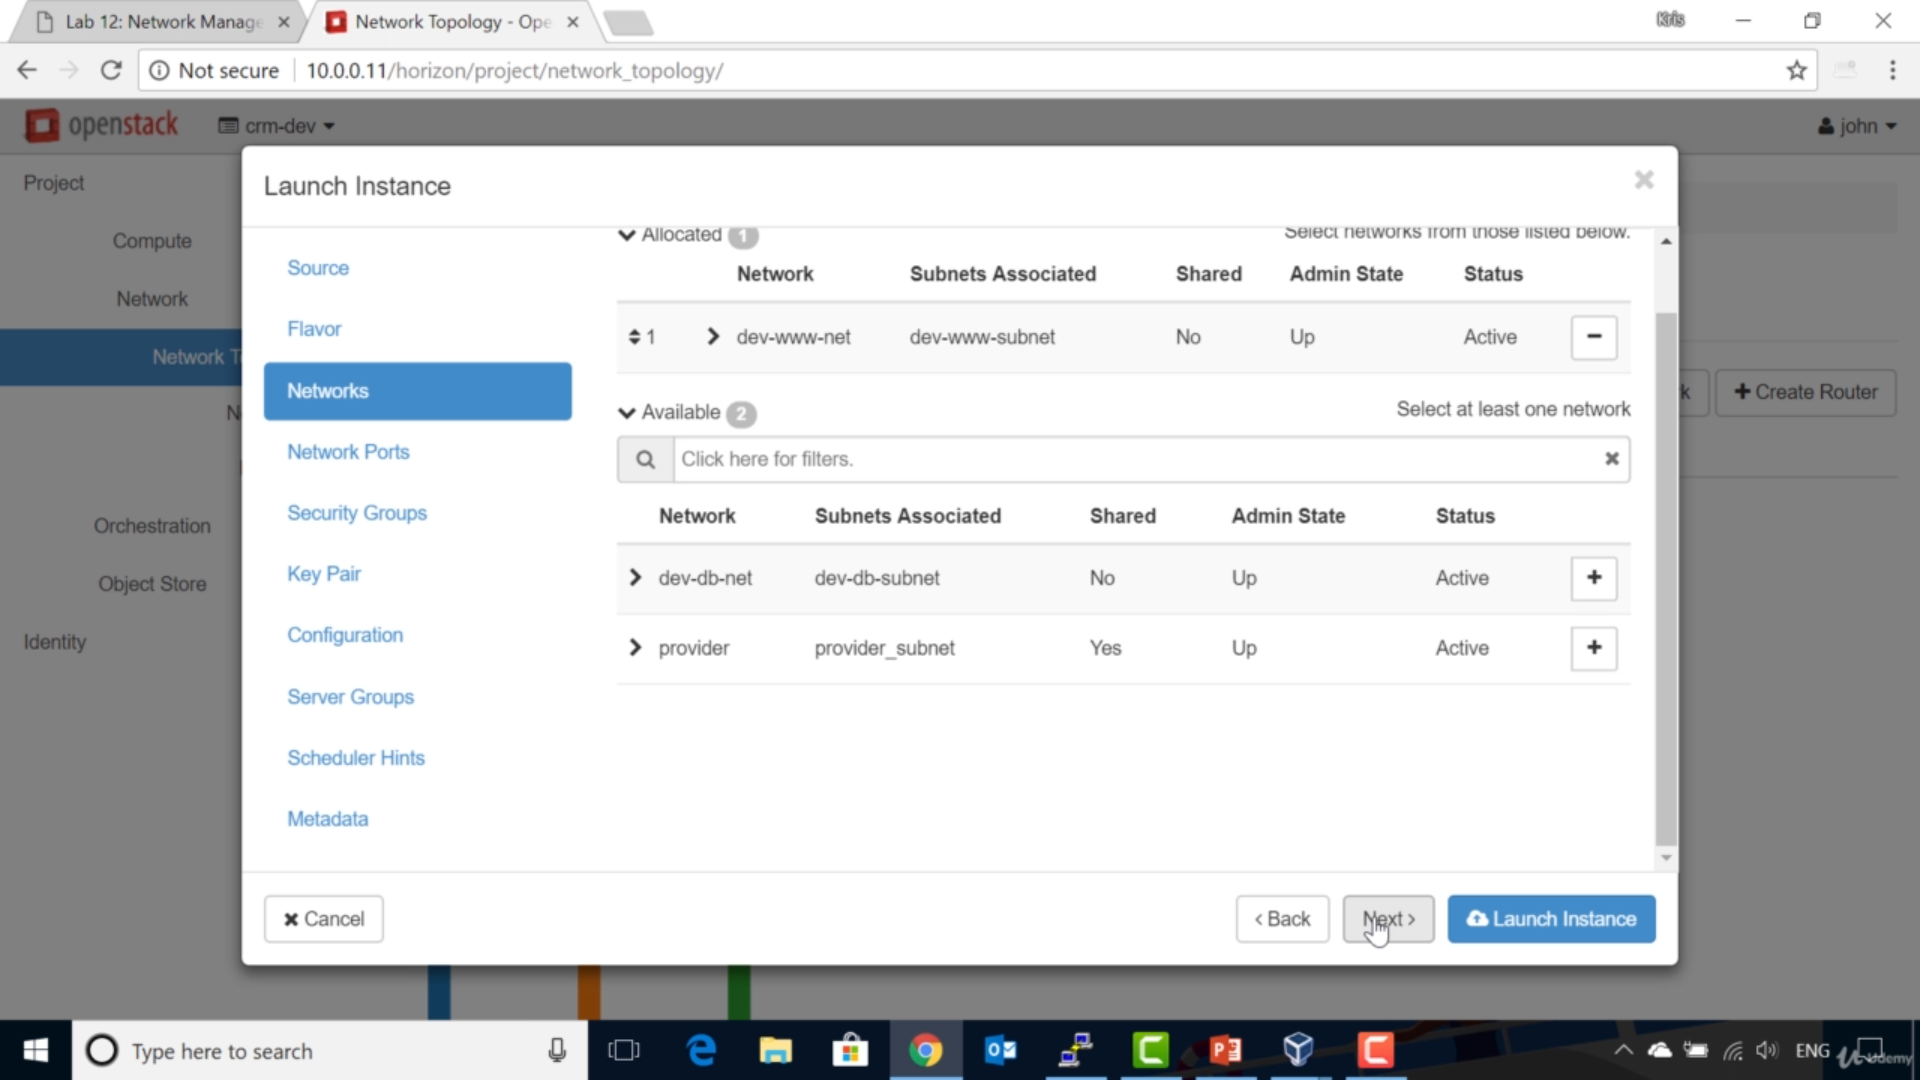 Lab 12: Network Manage
Network Topology - Ope
Kris
Not secure
10.0.0.11/horizon/project/network_topology/
openstack
crm-dev
john
Project
Compute
Network
Network T
N
Orchestration
Object Store
Identity
Launch Instance
Source
Flavor
Networks
Network Ports
Security Groups
Key Pair
Configuration
Server Groups
Scheduler Hints
Metadata
Allocated 1
Select networks from those listed below.
Network Subnets Associated Shared Admin State Status
1 dev-www-net dev-www-subnet No Up Active
Available 2
Select at least one network
Click here for filters.
Network Subnets Associated Shared Admin State Status
dev-db-net dev-db-subnet No Up Active
provider provider_subnet Yes Up Active
k
Create Router
Cancel
Back
Next
Launch Instance
Type here to search
ENG
Udemy